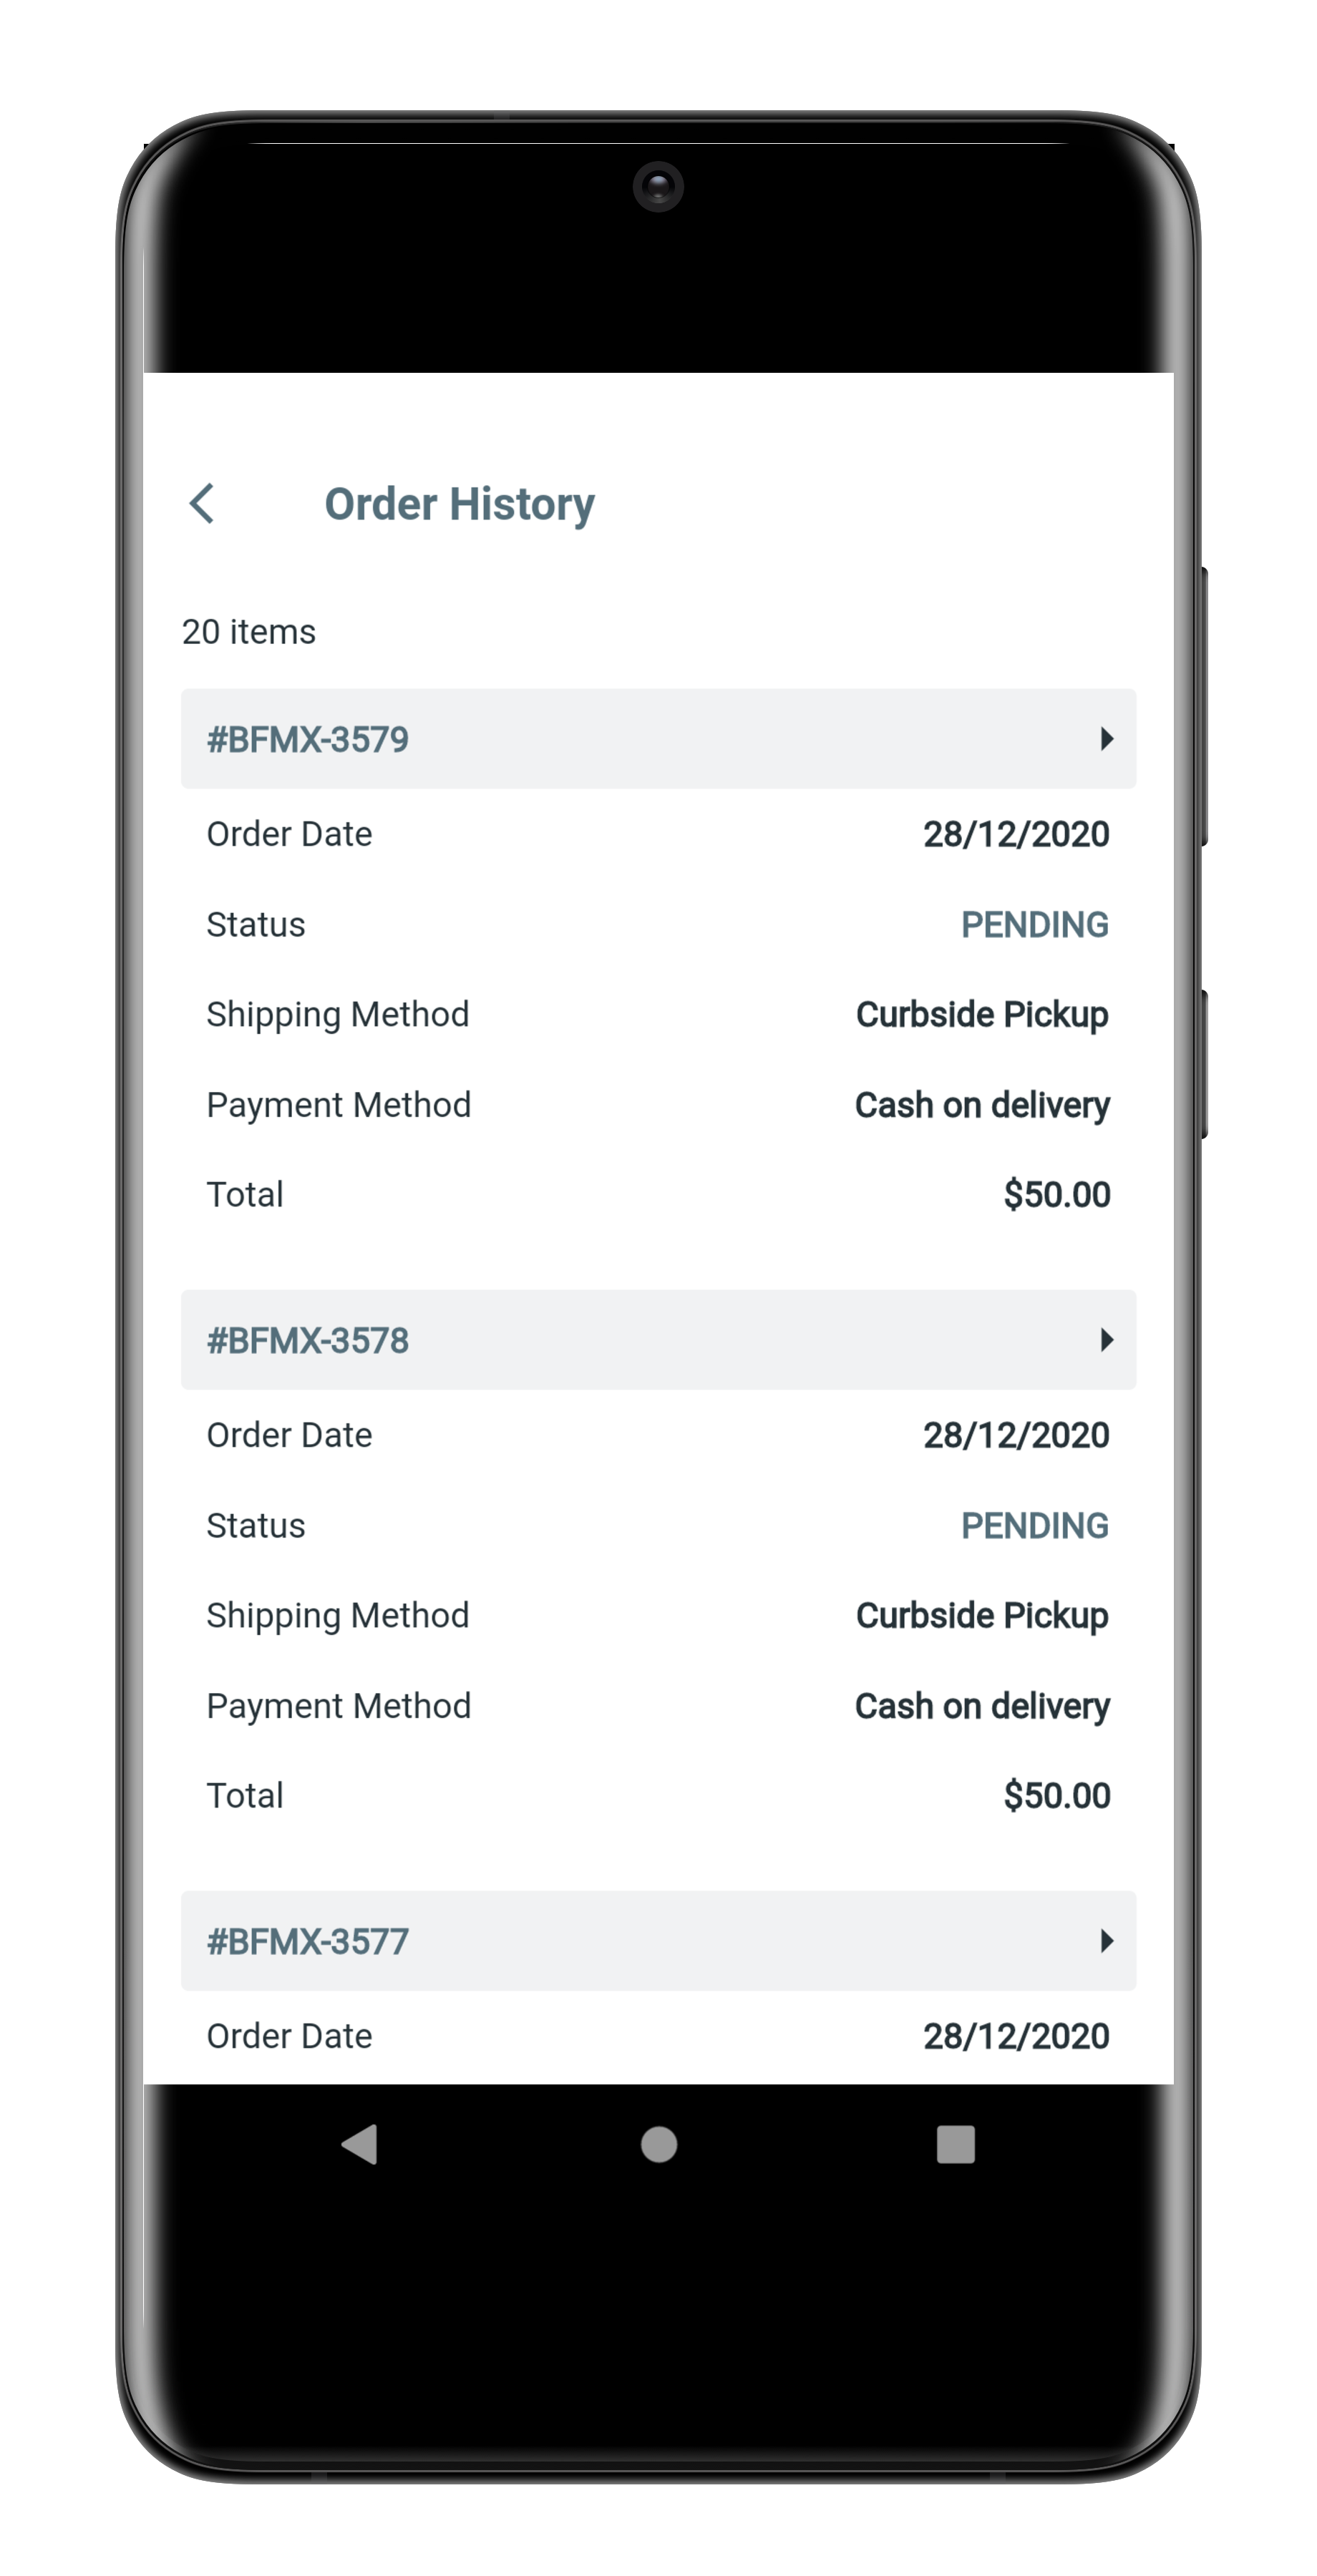 Order History
20 items
#BFMX-3579
Order Date 28/12/2020
Status PENDING
Shipping Method Curbside Pickup
Payment Method Cash on delivery
Total $50.00
#BFMX-3578
Order Date 28/12/2020
Status PENDING
Shipping Method Curbside Pickup
Payment Method Cash on delivery
Total $50.00
#BFMX-3577
Order Date 28/12/2020